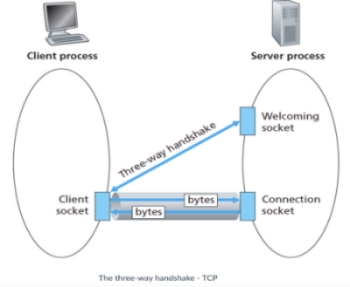 Client process
Server process
Three-way handshake
Welcoming
socket
Client
socket
bytes
bytes
Connection
socket
The three-way handshake - TCP